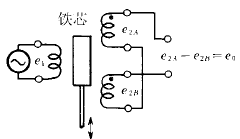 铁芯
e₁
e₂A
e₂A − e₂B = e₀
e₂B